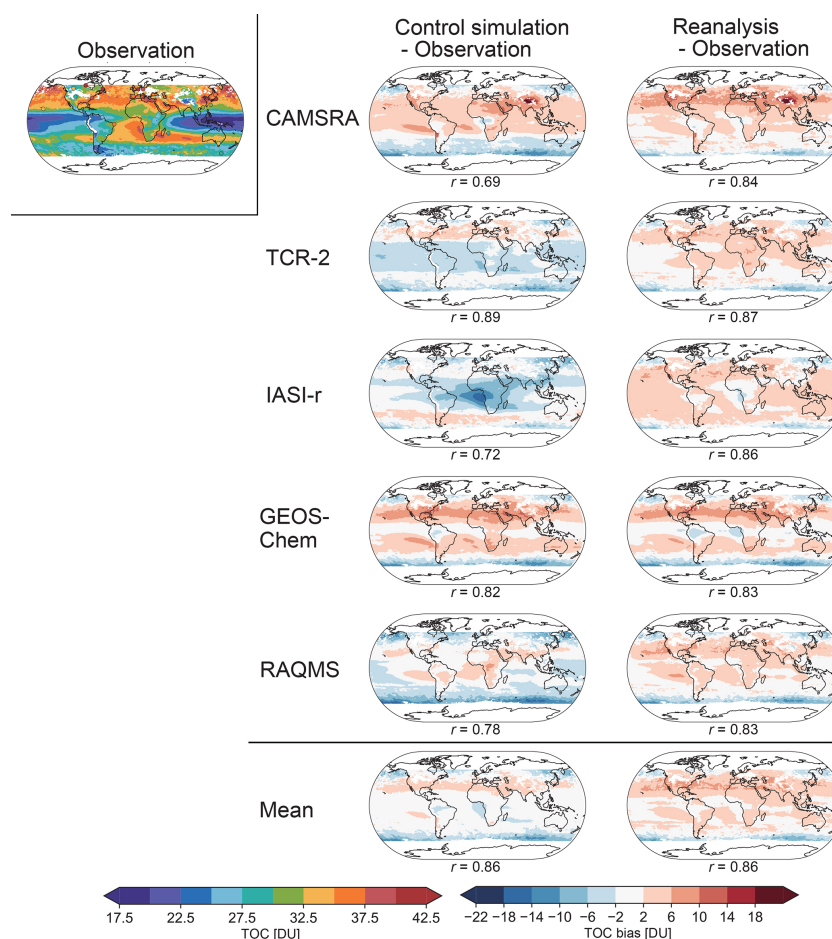 Observation
Control simulation
- Observation
Reanalysis
- Observation
CAMSRA
r = 0.69
r = 0.84
TCR-2
r = 0.89
r = 0.87
IASI-r
r = 0.72
r = 0.86
GEOS-
Chem
r = 0.82
r = 0.83
RAQMS
r = 0.78
r = 0.83
Mean
r = 0.86
r = 0.86
17.5 22.5 27.5 32.5 37.5 42.5
TOC [DU]
−22 −18 −14 −10 −6 −2 2 6 10 14 18
TOC bias [DU]